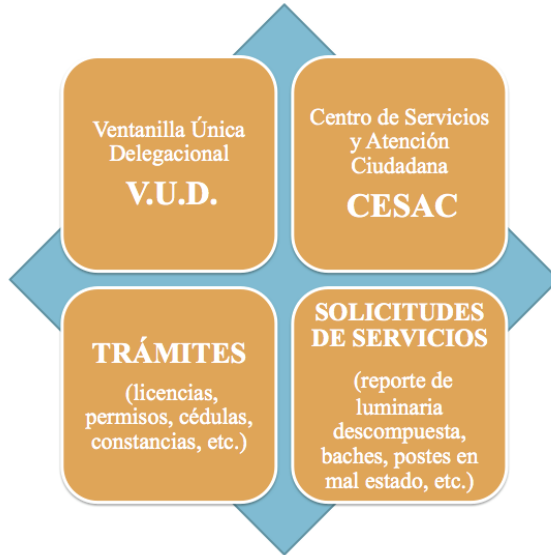 Ventanilla Única
Delegacional
V.U.D.
Centro de Servicios
y Atención
Ciudadana
CESAC
TRÁMITES
(licencias,
permisos, cédulas,
constancias, etc.)
SOLICITUDES
DE SERVICIOS
(reporte de
luminaria
descompuesta,
baches, postes en
mal estado, etc.)